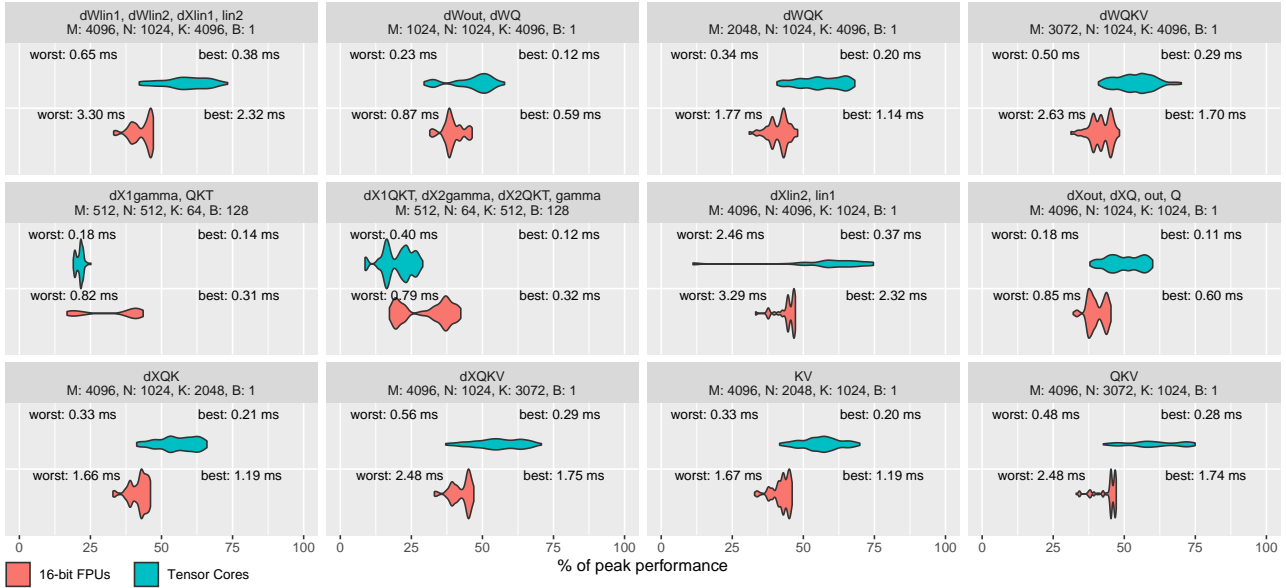 dWlin1, dWlin2, dXlin1, lin2
M: 4096, N: 1024, K: 4096, B: 1
worst: 0.65 ms best: 0.38 ms
worst: 3.30 ms best: 2.32 ms
dWout, dWQ
M: 1024, N: 1024, K: 4096, B: 1
worst: 0.23 ms best: 0.12 ms
worst: 0.87 ms best: 0.59 ms
dWQK
M: 2048, N: 1024, K: 4096, B: 1
worst: 0.34 ms best: 0.20 ms
worst: 1.77 ms best: 1.14 ms
dWQKV
M: 3072, N: 1024, K: 4096, B: 1
worst: 0.50 ms best: 0.29 ms
worst: 2.63 ms best: 1.70 ms
dX1gamma, QKT
M: 512, N: 512, K: 64, B: 128
worst: 0.18 ms best: 0.14 ms
worst: 0.82 ms best: 0.31 ms
dX1QKT, dX2gamma, dX2QKT, gamma
M: 512, N: 64, K: 512, B: 128
worst: 0.40 ms best: 0.12 ms
worst: 0.79 ms best: 0.32 ms
dXlin2, lin1
M: 4096, N: 4096, K: 1024, B: 1
worst: 2.46 ms best: 0.37 ms
worst: 3.29 ms best: 2.32 ms
dXout, dXQ, out, Q
M: 4096, N: 1024, K: 1024, B: 1
worst: 0.18 ms best: 0.11 ms
worst: 0.85 ms best: 0.60 ms
dXQK
M: 4096, N: 1024, K: 2048, B: 1
worst: 0.33 ms best: 0.21 ms
worst: 1.66 ms best: 1.19 ms
dXQKV
M: 4096, N: 1024, K: 3072, B: 1
worst: 0.56 ms best: 0.29 ms
worst: 2.48 ms best: 1.75 ms
KV
M: 4096, N: 2048, K: 1024, B: 1
worst: 0.33 ms best: 0.20 ms
worst: 1.67 ms best: 1.19 ms
QKV
M: 4096, N: 3072, K: 1024, B: 1
worst: 0.48 ms best: 0.28 ms
worst: 2.48 ms best: 1.74 ms
0 25 50 75 100 0 25 50 75 100 0 25 50 75 100 0 25 50 75 100
% of peak performance
16-bit FPUs Tensor Cores